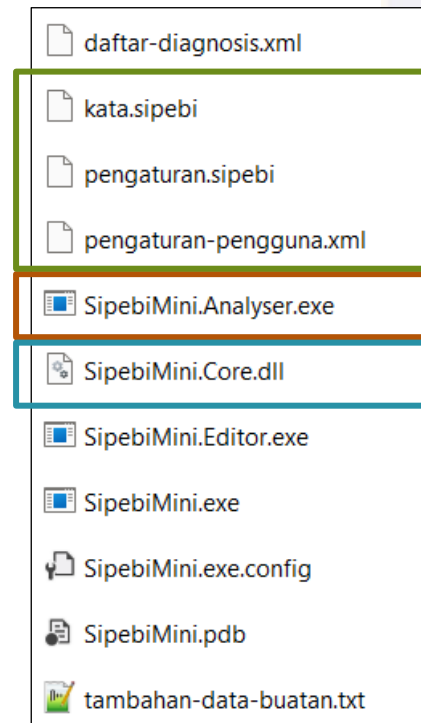 daftar-diagnosis.xml
kata.sipebi
pengaturan.sipebi
pengaturan-pengguna.xml
SipebiMini.Analyser.exe
SipebiMini.Core.dll
SipebiMini.Editor.exe
SipebiMini.exe
SipebiMini.exe.config
SipebiMini.pdb
tambahan-data-buatan.txt